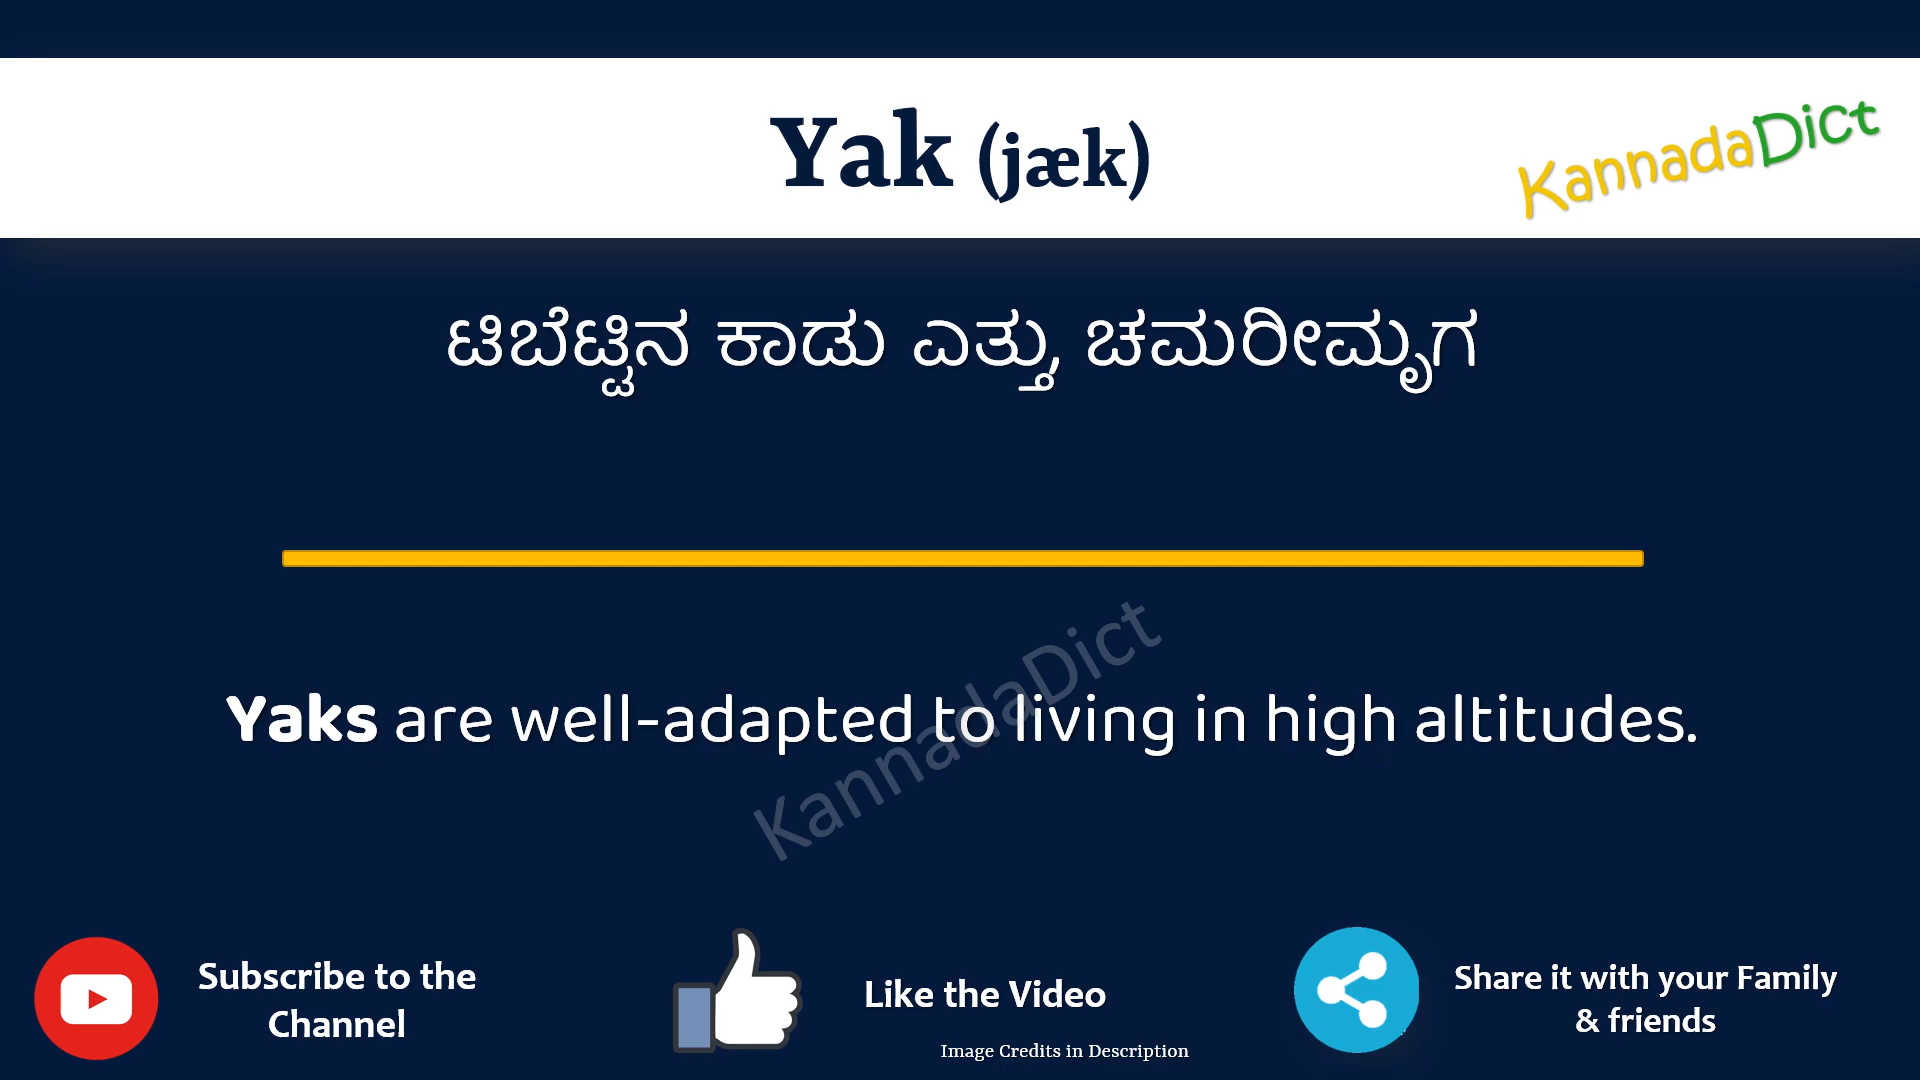 Yak (jæk)
KannadaDict
ಟಿಬೆಟ್ಟಿನ ಕಾಡು ಎತ್ತು, ಚಮರೀಮೃಗ
Yaks are well-adapted to living in high altitudes.
KannadaDict
Subscribe to the
Channel
Like the Video
Share it with your Family
& friends
Image Credits in Description